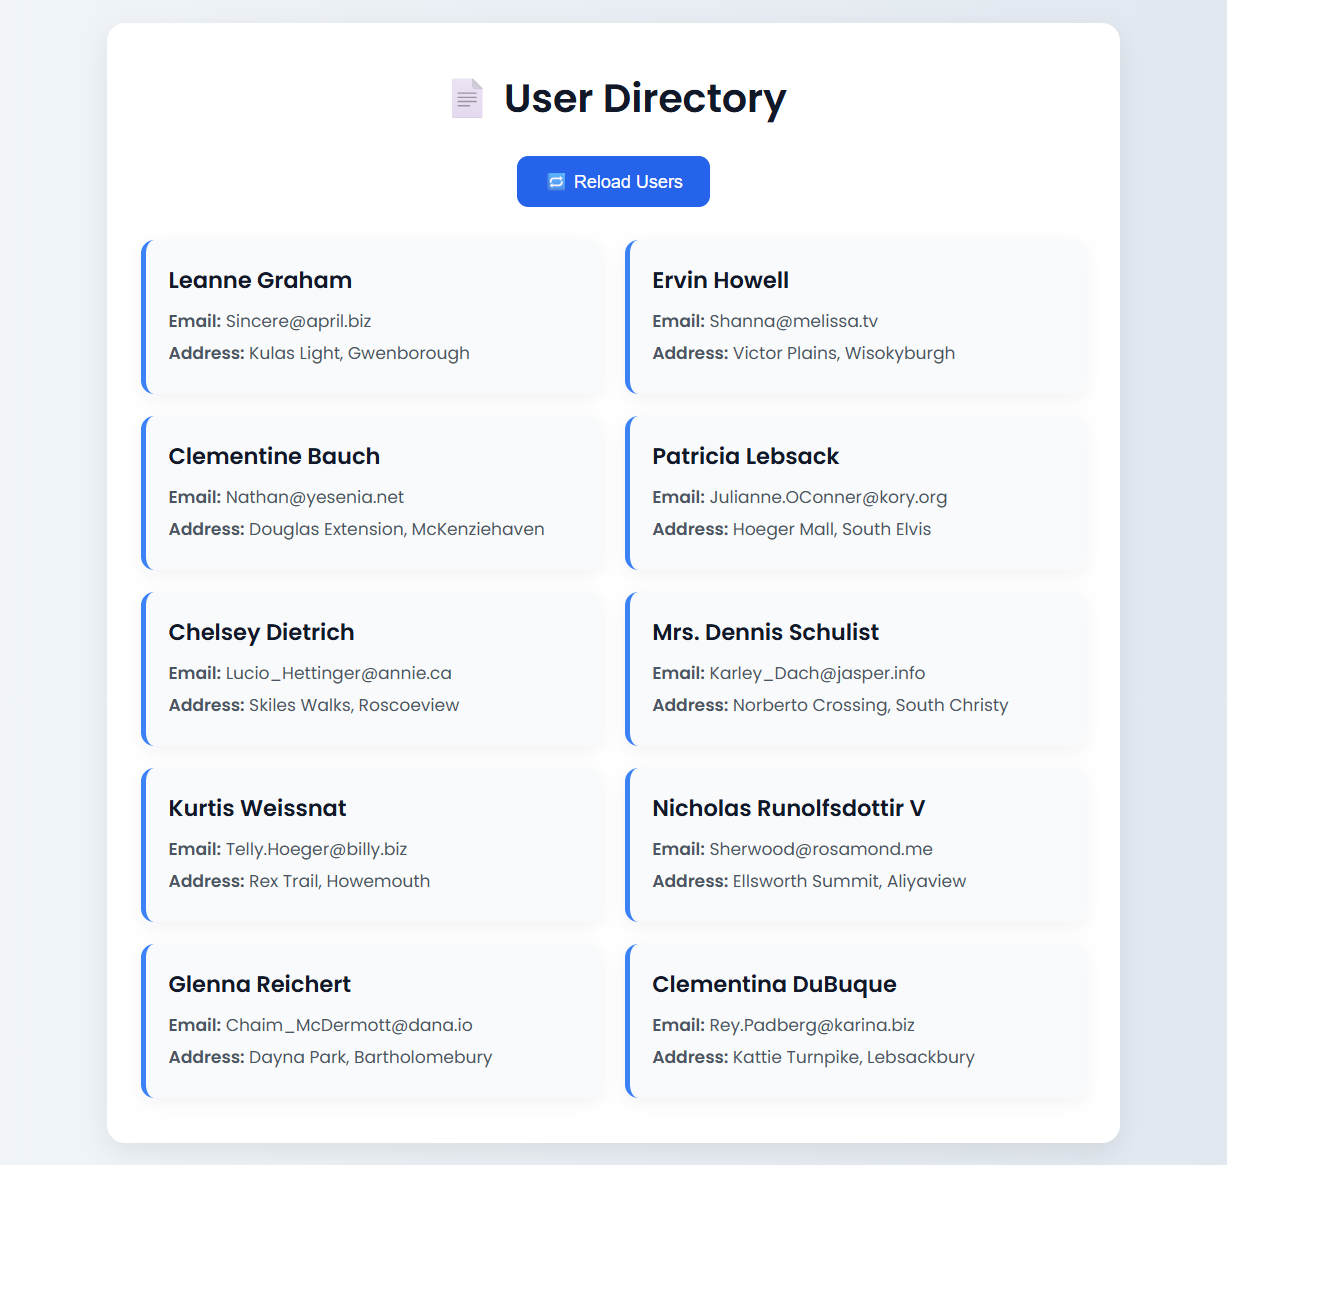 User Directory
Reload Users
Leanne Graham
Email: Sincere@april.biz
Address: Kulas Light, Gwenborough
Ervin Howell
Email: Shanna@melissa.tv
Address: Victor Plains, Wisokyburgh
Clementine Bauch
Email: Nathan@yesenia.net
Address: Douglas Extension, McKenziehaven
Patricia Lebsack
Email: Julianne.OConner@kory.org
Address: Hoeger Mall, South Elvis
Chelsey Dietrich
Email: Lucio_Hettinger@annie.ca
Address: Skiles Walks, Roscoeview
Mrs. Dennis Schulist
Email: Karley_Dach@jasper.info
Address: Norberto Crossing, South Christy
Kurtis Weissnat
Email: Telly.Hoeger@billy.biz
Address: Rex Trail, Howemouth
Nicholas Runolfsdottir V
Email: Sherwood@rosamond.me
Address: Ellsworth Summit, Aliyaview
Glenna Reichert
Email: Chaim_McDermott@dana.io
Address: Dayna Park, Bartholomebury
Clementina DuBuque
Email: Rey.Padberg@karina.biz
Address: Kattie Turnpike, Lebsackbury